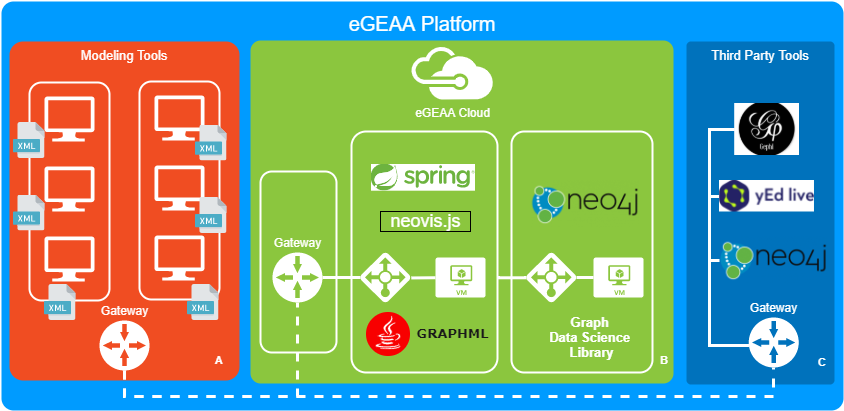 eGEAA Platform
Modeling Tools
XML
XML
XML
XML
XML
XML
Gateway
A
eGEAA Cloud
Gateway
spring
neovis.js
VM
GRAPHML
neo4j
VM
Graph
Data Science
Library
B
Third Party Tools
Gφ
Gephi
yEd live
neo4j
Gateway
C